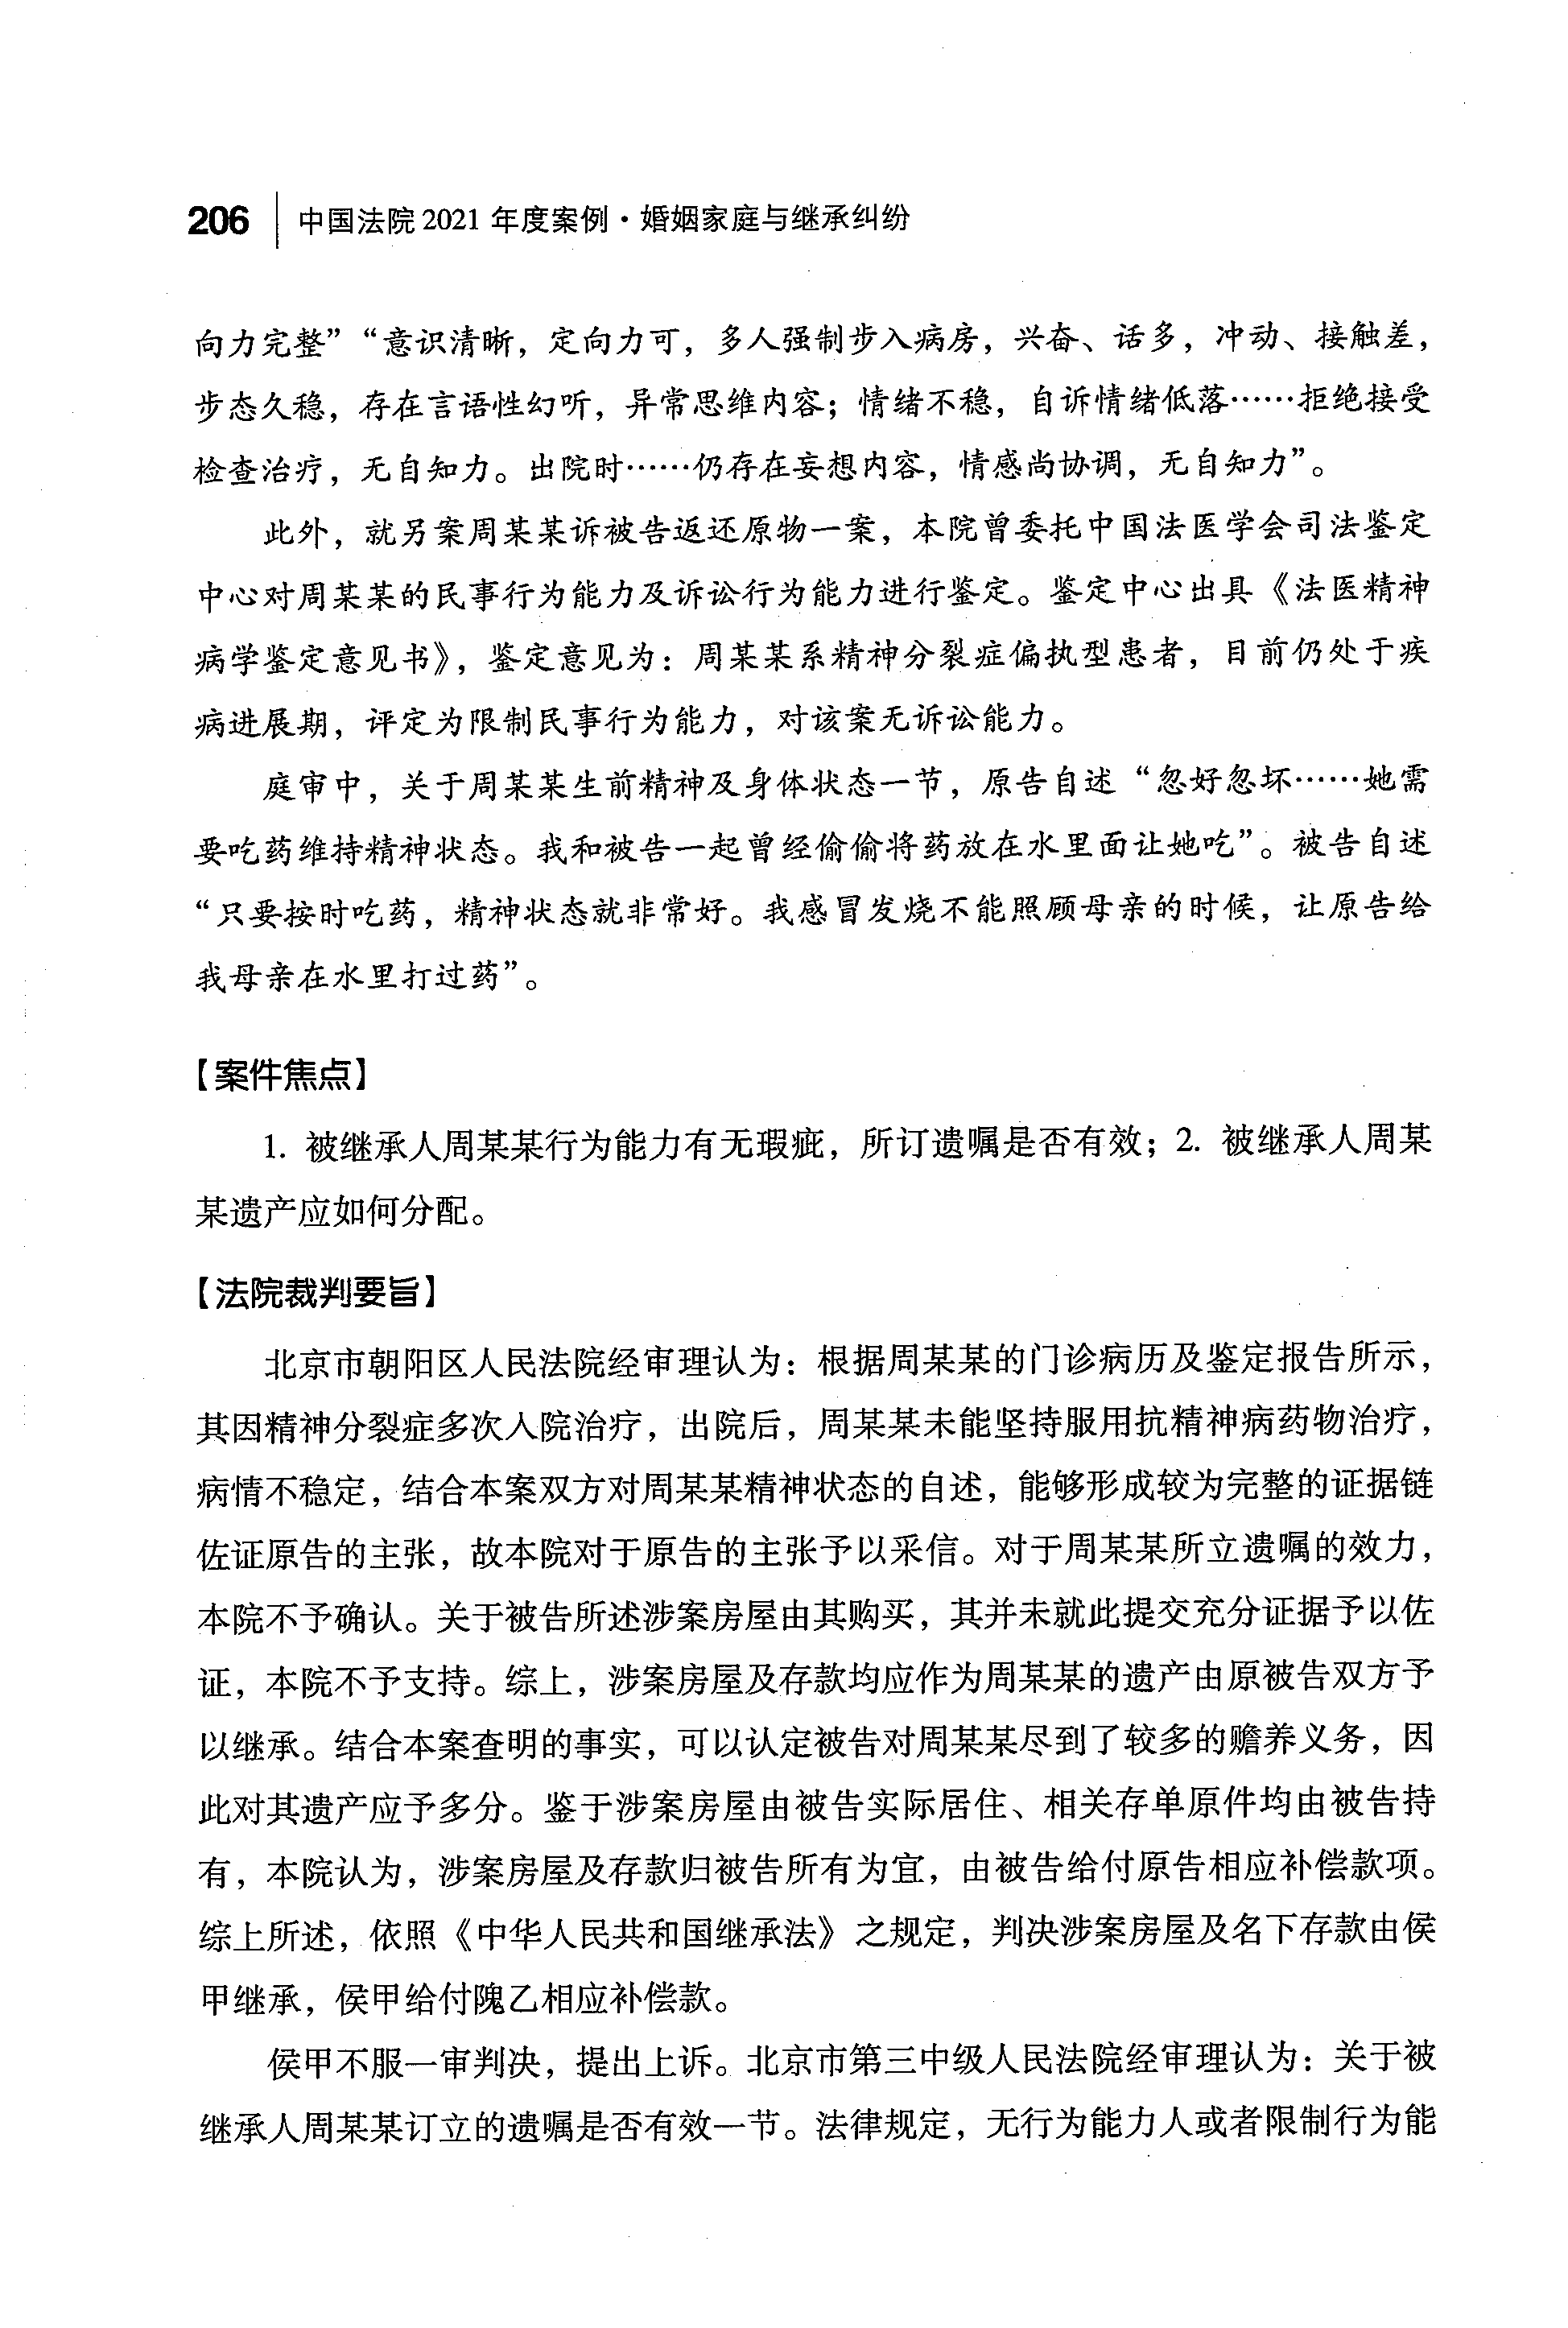 206 中国法院 2021 年度案例·婚姻家庭与继承纠纷
向力完整”“意识清晰，定向力可，多人强制步入病房，兴奋、话多，冲动、接触差，
步态久稳，存在言语性幻听，异常思维内容；情绪不稳，自诉情绪低落……拒绝接受
检查治疗，无自知力。出院时……仍存在妄想内容，情感尚协调，无自知力”。
此外，就另案周某某诉被告返还原物一案，本院曾委托中国法医学会司法鉴定
中心对周某某的民事行为能力及诉讼行为能力进行鉴定。鉴定中心出具《法医精神
病学鉴定意见书》，鉴定意见为：周某某系精神分裂症偏执型患者，目前仍处于疾
病进展期，评定为限制民事行为能力，对该案无诉讼能力。
庭审中，关于周某某生前精神及身体状态一节，原告自述“忽好忽坏……她需
要吃药维持精神状态。我和被告一起曾经偷偷将药放在水里面让她吃”。被告自述
“只要按时吃药，精神状态就非常好。我感冒发烧不能照顾母亲的时候，让原告给
我母亲在水里打过药”。
【案件焦点】
1. 被继承人周某某行为能力有无瑕疵，所订遗嘱是否有效；2. 被继承人周某
某遗产应如何分配。
【法院裁判要旨】
北京市朝阳区人民法院经审理认为：根据周某某的门诊病历及鉴定报告所示，
其因精神分裂症多次入院治疗，出院后，周某某未能坚持服用抗精神病药物治疗，
病情不稳定，结合本案双方对周某某精神状态的自述，能够形成较为完整的证据链
佐证原告的主张，故本院对于原告的主张予以采信。对于周某某所立遗嘱的效力，
本院不予确认。关于被告所述涉案房屋由其购买，其并未就此提交充分证据予以佐
证，本院不予支持。综上，涉案房屋及存款均应作为周某某的遗产由原被告双方予
以继承。结合本案查明的事实，可以认定被告对周某某尽到了较多的赡养义务，因
此对其遗产应予多分。鉴于涉案房屋由被告实际居住、相关存单原件均由被告持
有，本院认为，涉案房屋及存款归被告所有为宜，由被告给付原告相应补偿款项。
综上所述，依照《中华人民共和国继承法》之规定，判决涉案房屋及名下存款由侯
甲继承，侯甲给付隗乙相应补偿款。
侯甲不服一审判决，提出上诉。北京市第三中级人民法院经审理认为：关于被
继承人周某某订立的遗嘱是否有效一节。法律规定，无行为能力人或者限制行为能